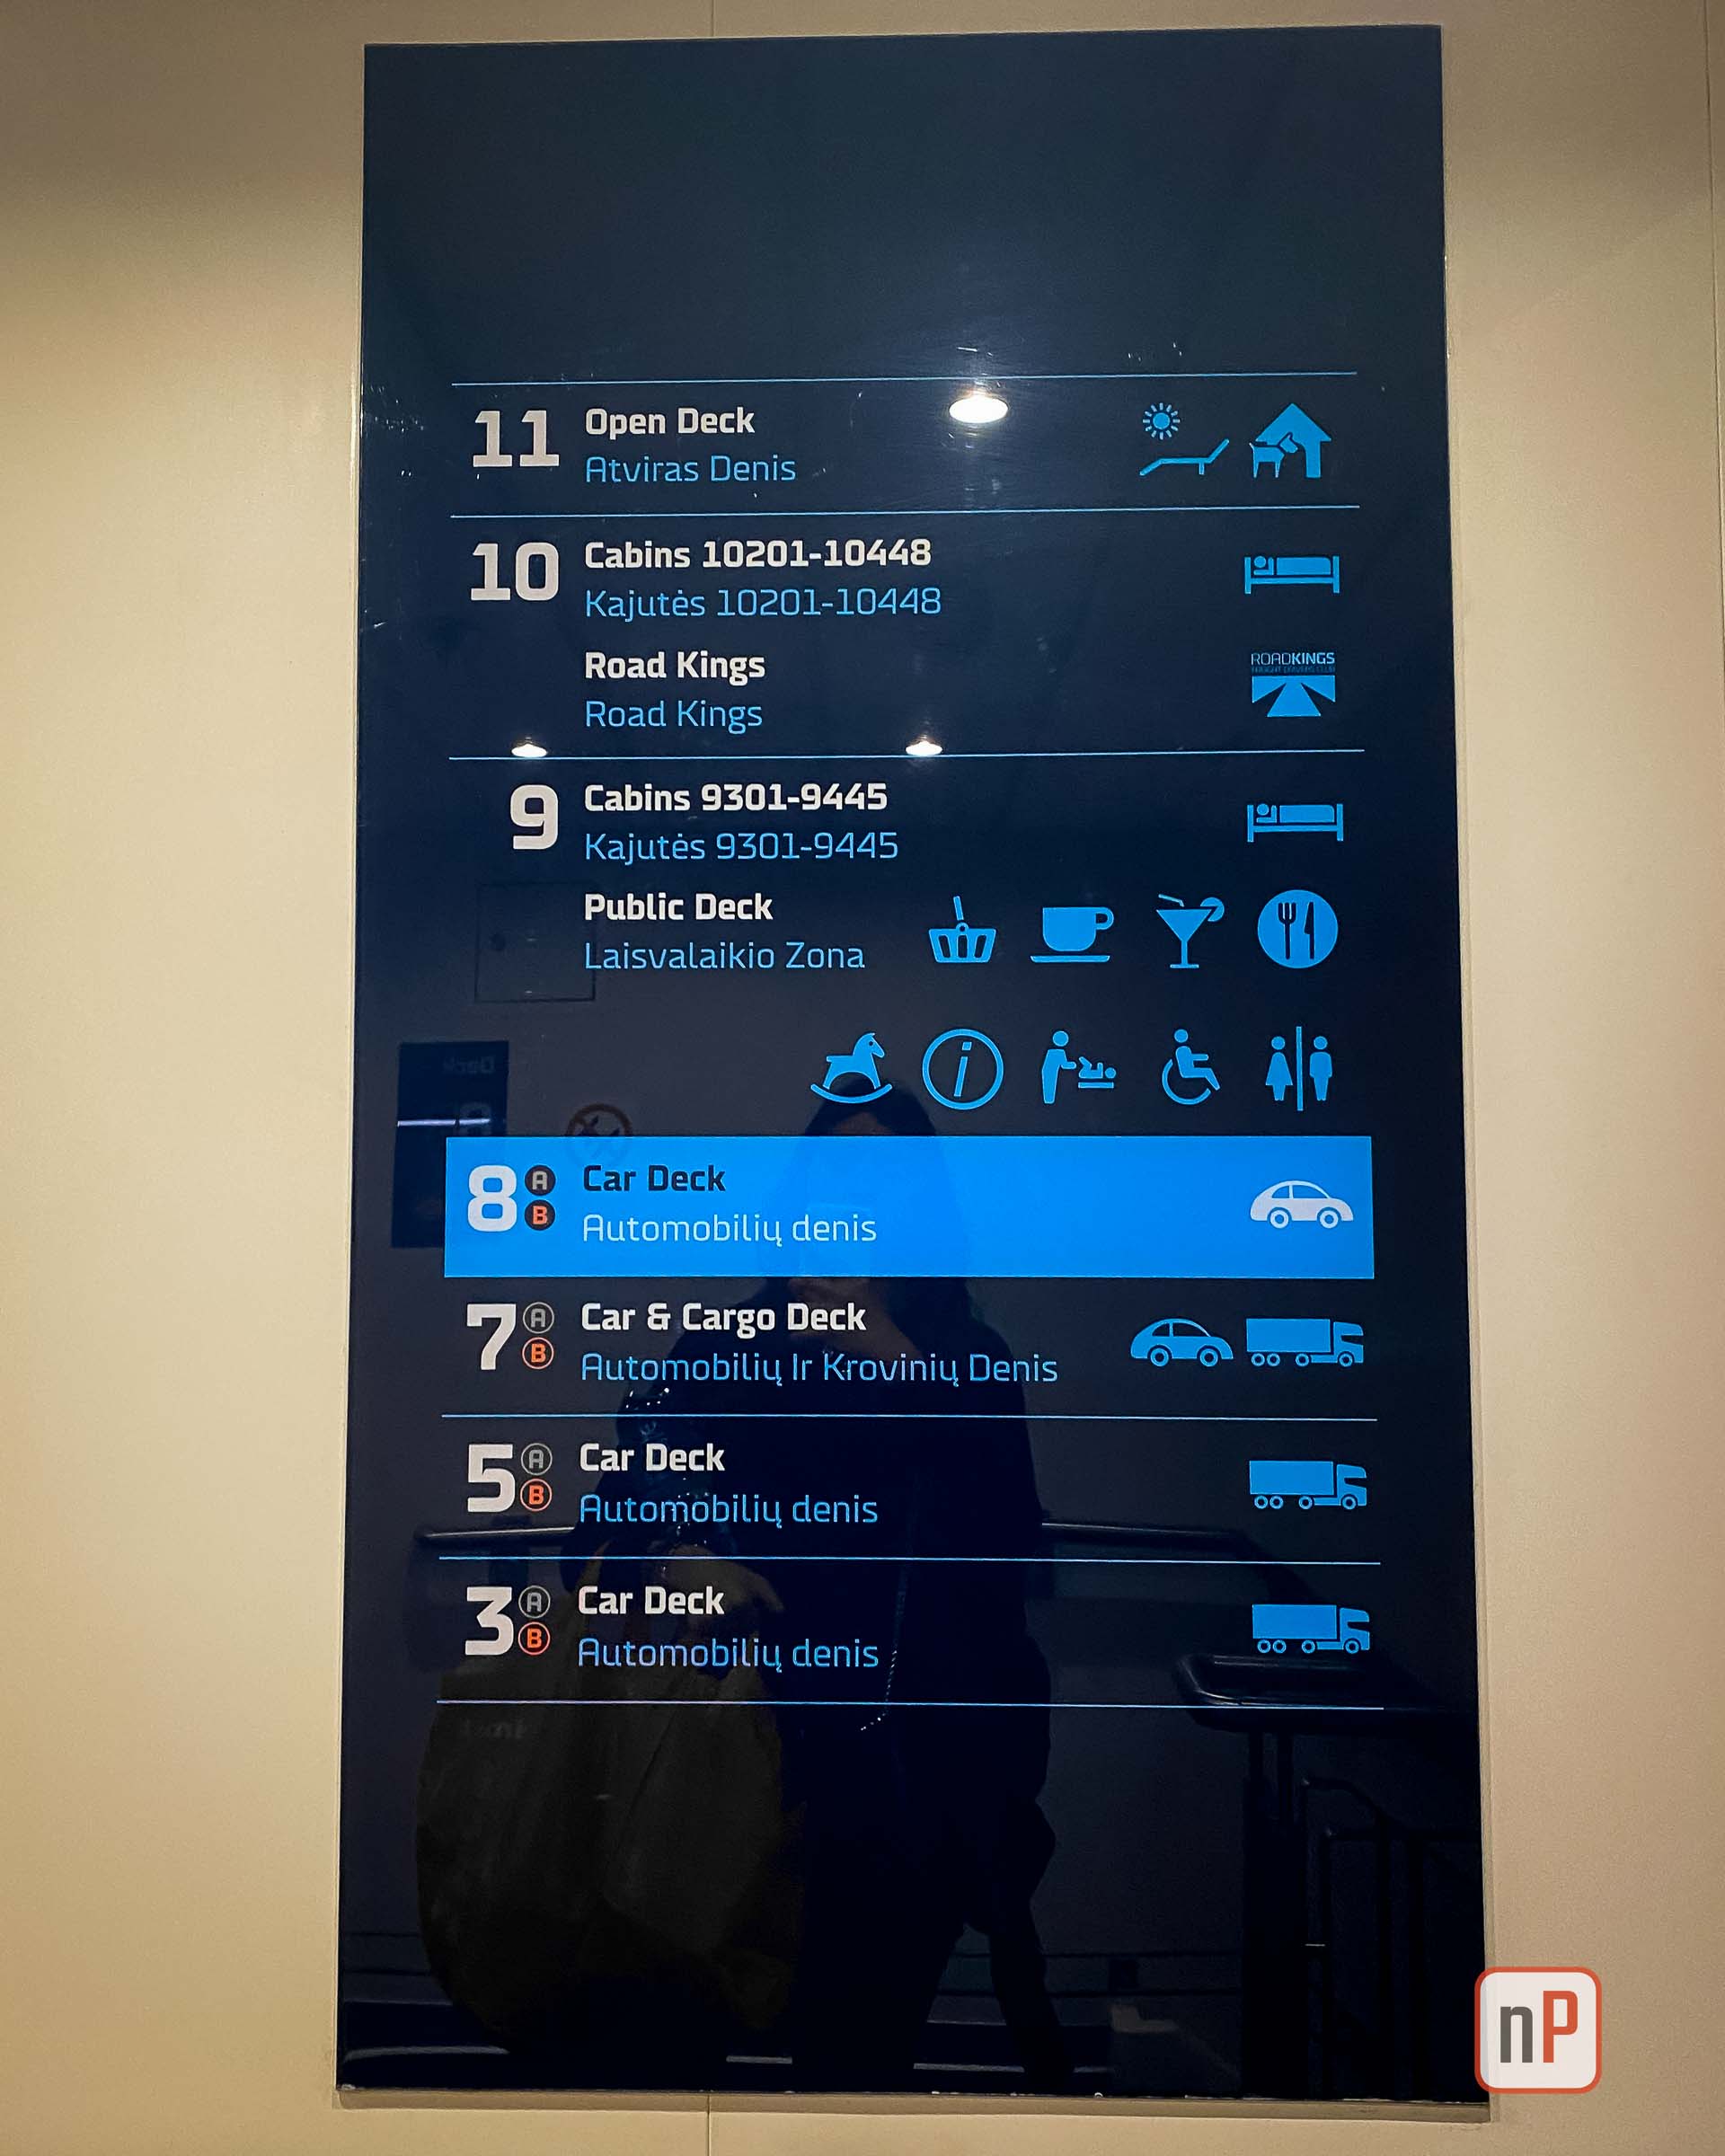 11 Open Deck
Atviras Denis
10 Cabins 10201-10448
Kajutės 10201-10448
Road Kings
ROADKINGS
Road Kings
9 Cabins 9301-9445
Kajutės 9301-9445
Public Deck
Laisvalaikio Zona
i
8 A B Car Deck
Automobilių denis
7 A B Car & Cargo Deck
Automobilių Ir Krovinių Denis
5 A B Car Deck
Automobilių denis
3 A B Car Deck
Automobilių denis
nP